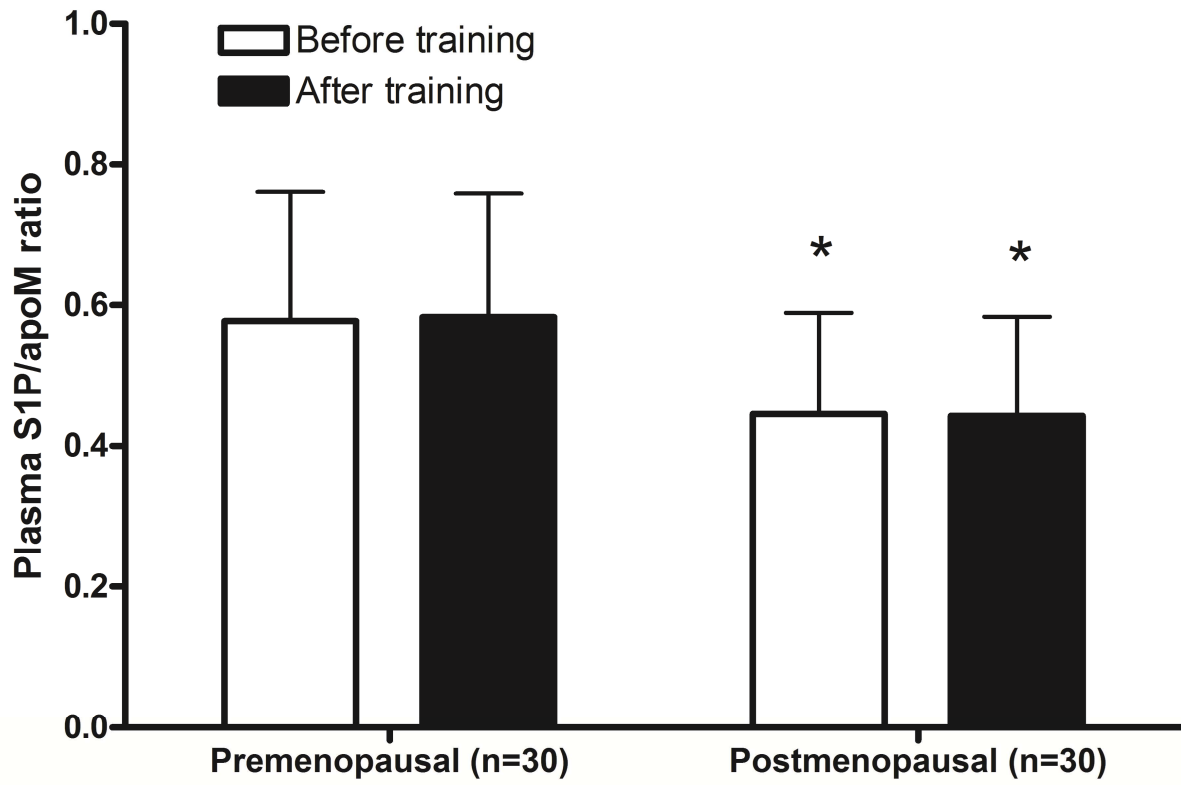 Before training
After training
Plasma S1P/apoM ratio
1.0
0.8
0.6
0.4
0.2
0.0
*
*
Premenopausal (n=30)
Postmenopausal (n=30)